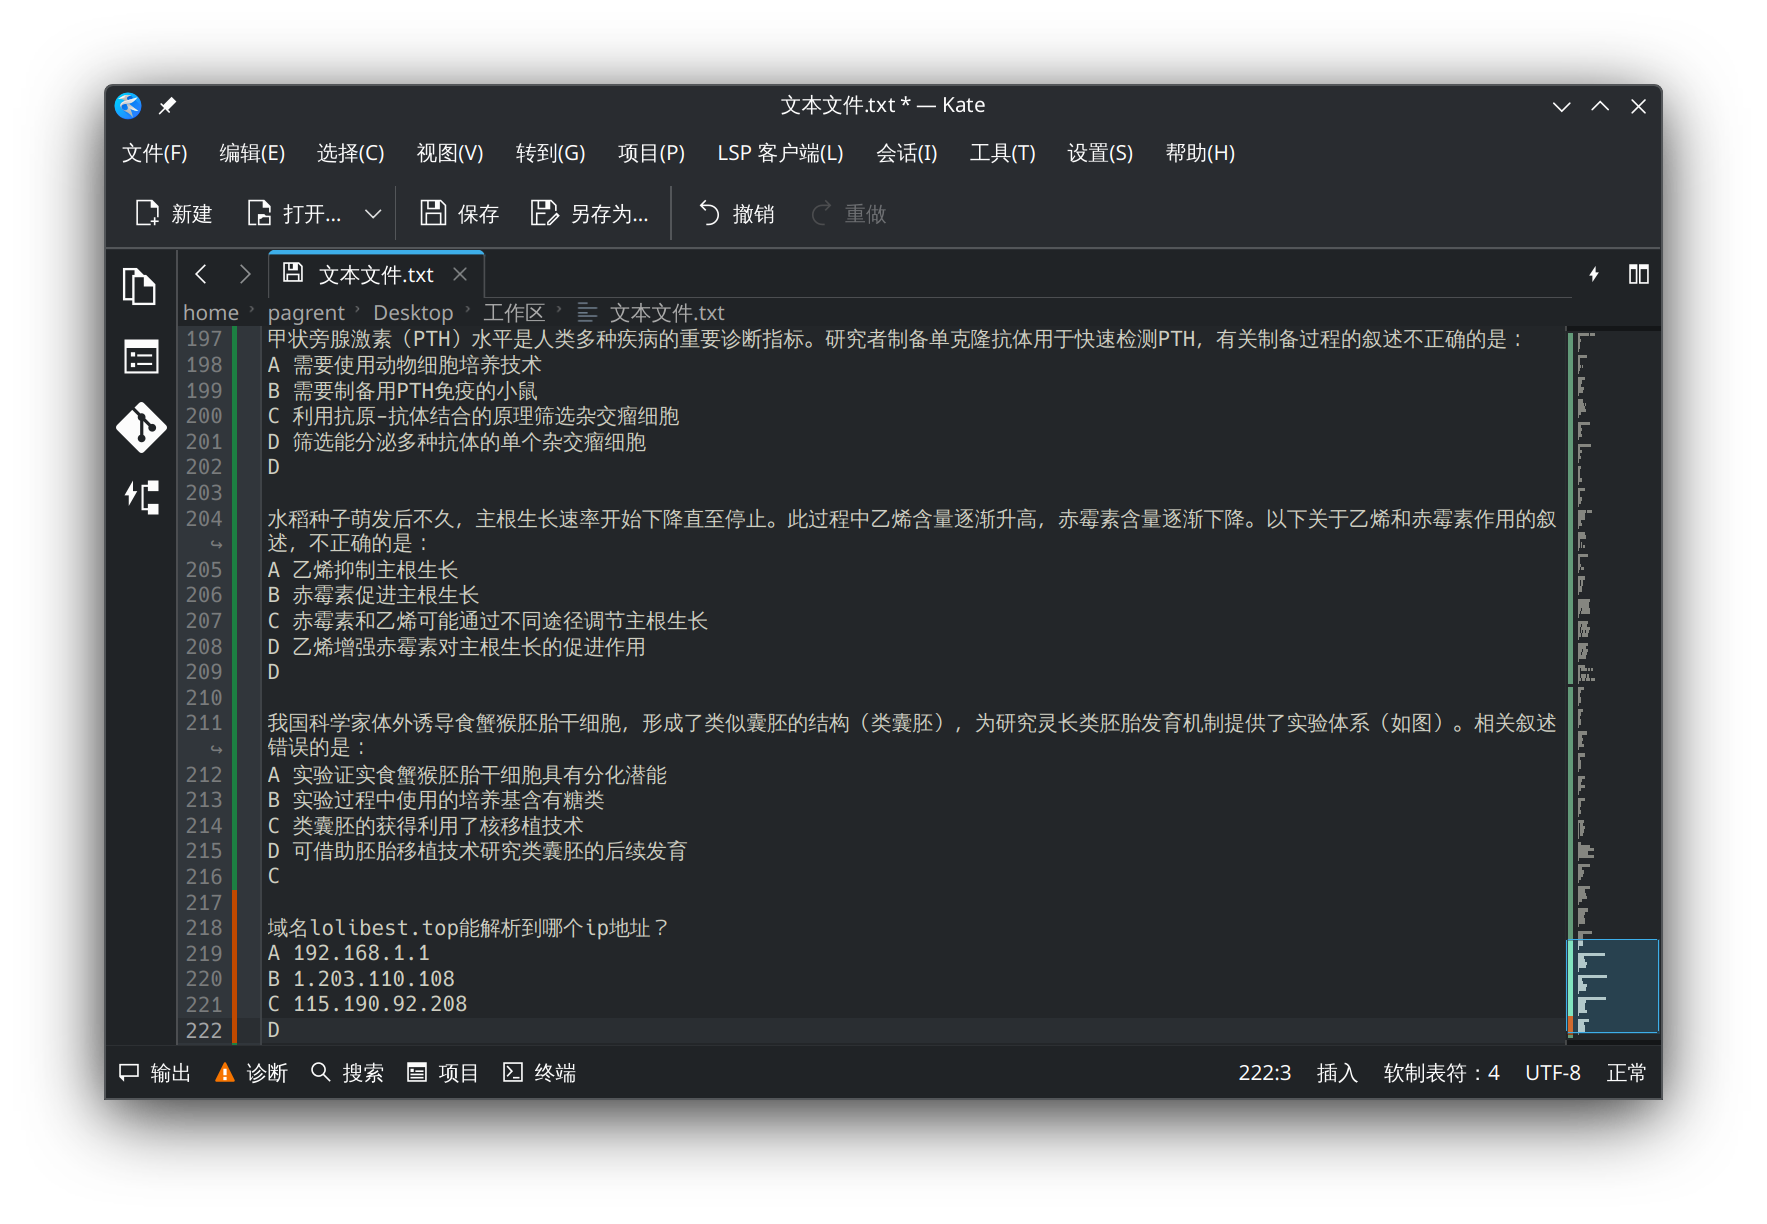 文本文件.txt * — Kate
文件(F) 编辑(E) 选择(C) 视图(V) 转到(G) 项目(P) LSP 客户端(L) 会话(I) 工具(T) 设置(S) 帮助(H)
新建 打开... 保存 另存为... 撤销 重做
文本文件.txt
home pagrent Desktop 工作区 文本文件.txt
197 甲状旁腺激素（PTH）水平是人类多种疾病的重要诊断指标。研究者制备单克隆抗体用于快速检测PTH，有关制备过程的叙述不正确的是：
198 A 需要使用动物细胞培养技术
199 B 需要制备用PTH免疫的小鼠
200 C 利用抗原-抗体结合的原理筛选杂交瘤细胞
201 D 筛选能分泌多种抗体的单个杂交瘤细胞
202 D
203
204 水稻种子萌发后不久，主根生长速率开始下降直至停止。此过程中乙烯含量逐渐升高，赤霉素含量逐渐下降。以下关于乙烯和赤霉素作用的叙
述，不正确的是：
205 A 乙烯抑制主根生长
206 B 赤霉素促进主根生长
207 C 赤霉素和乙烯可能通过不同途径调节主根生长
208 D 乙烯增强赤霉素对主根生长的促进作用
209 D
210
211 我国科学家体外诱导食蟹猴胚胎干细胞，形成了类似囊胚的结构（类囊胚），为研究灵长类胚胎发育机制提供了实验体系（如图）。相关叙述
错误的是：
212 A 实验证实食蟹猴胚胎干细胞具有分化潜能
213 B 实验过程中使用的培养基含有糖类
214 C 类囊胚的获得利用了核移植技术
215 D 可借助胚胎移植技术研究类囊胚的后续发育
216 C
217
218 域名lolibest.top能解析到哪个ip地址？
219 A 192.168.1.1
220 B 1.203.110.108
221 C 115.190.92.208
222 D
输出 诊断 搜索 项目 终端 222:3 插入 软制表符：4 UTF-8 正常